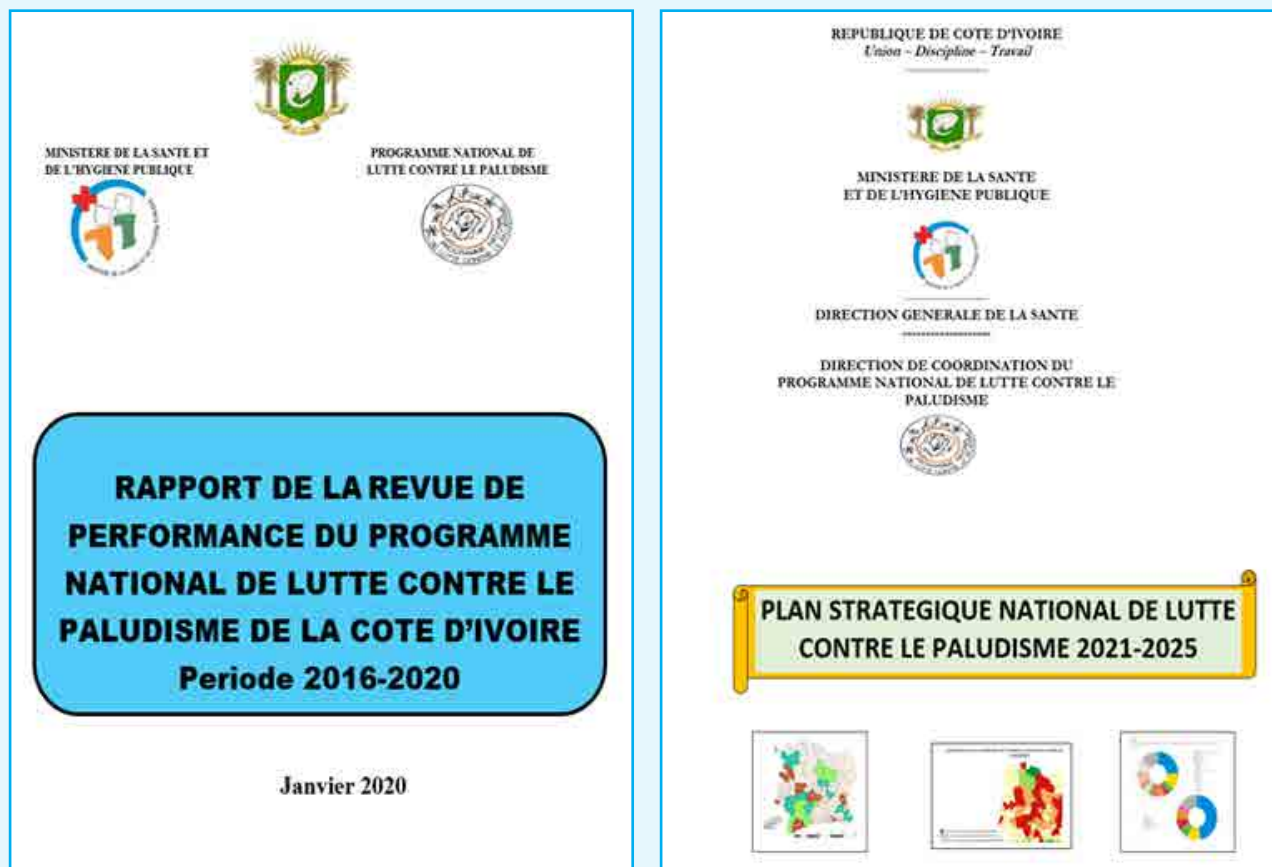 MINISTERE DE LA SANTE ET
DE L'HYGIENE PUBLIQUE
PROGRAMME NATIONAL DE
LUTTE CONTRE LE PALUDISME
RAPPORT DE LA REVUE DE
PERFORMANCE DU PROGRAMME
NATIONAL DE LUTTE CONTRE LE
PALUDISME DE LA COTE D'IVOIRE
Periode 2016-2020
Janvier 2020
REPUBLIQUE DE COTE D'IVOIRE
Union – Discipline – Travail
MINISTERE DE LA SANTE
ET DE L'HYGIENE PUBLIQUE
DIRECTION GENERALE DE LA SANTE
DIRECTION DE COORDINATION DU
PROGRAMME NATIONAL DE LUTTE CONTRE LE
PALUDISME
PLAN STRATEGIQUE NATIONAL DE LUTTE
CONTRE LE PALUDISME 2021-2025